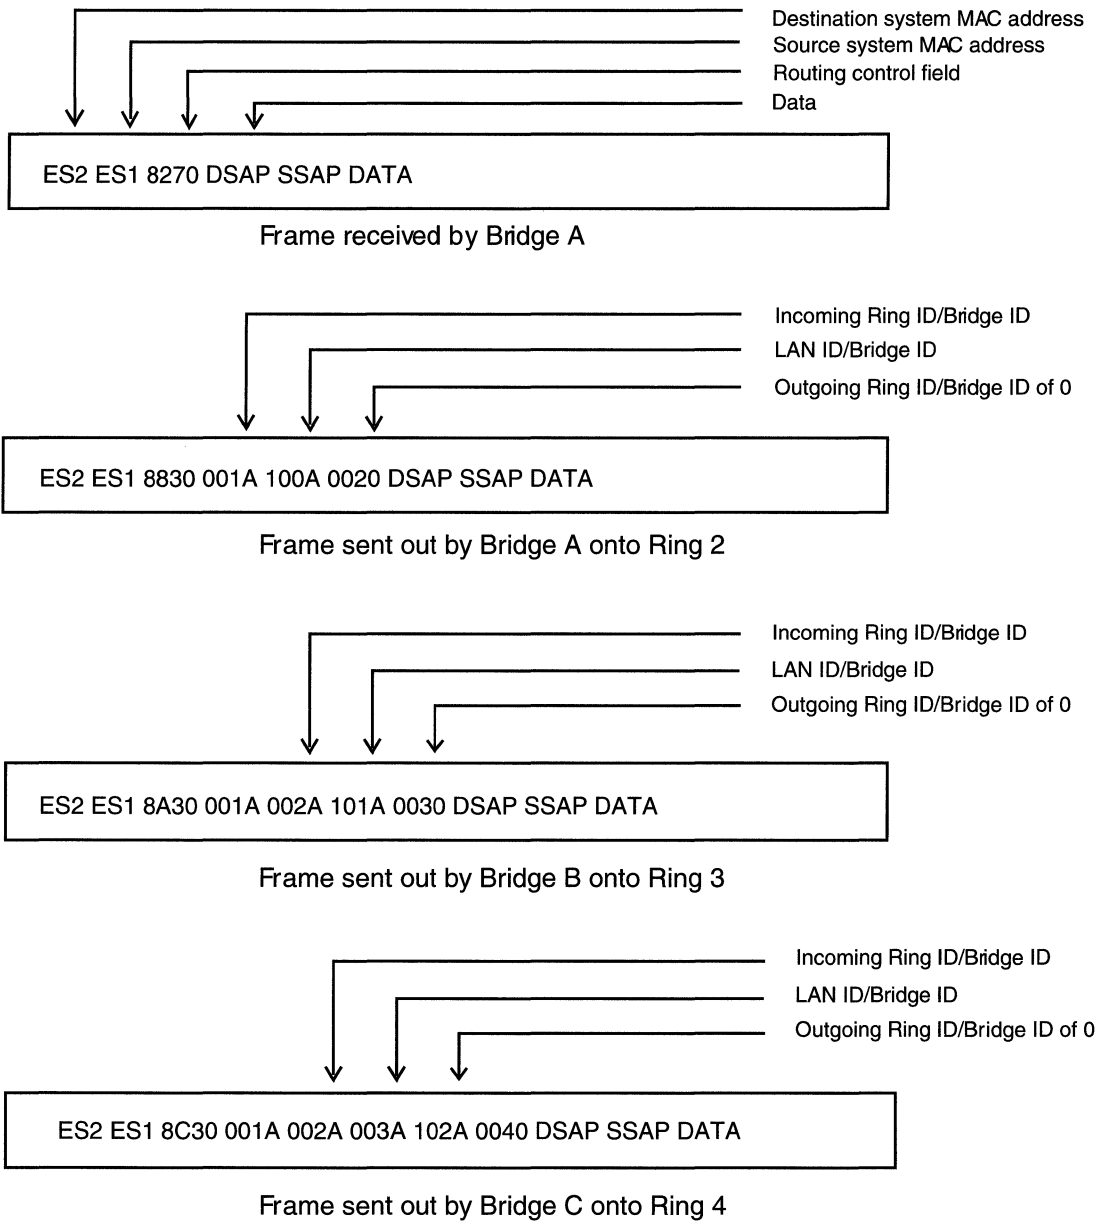 Destination system MAC address
Source system MAC address
Routing control field
Data
ES2 ES1 8270 DSAP SSAP DATA
Frame received by Bridge A
Incoming Ring ID/Bridge ID
LAN ID/Bridge ID
Outgoing Ring ID/Bridge ID of 0
ES2 ES1 8830 001A 100A 0020 DSAP SSAP DATA
Frame sent out by Bridge A onto Ring 2
Incoming Ring ID/Bridge ID
LAN ID/Bridge ID
Outgoing Ring ID/Bridge ID of 0
ES2 ES1 8A30 001A 002A 101A 0030 DSAP SSAP DATA
Frame sent out by Bridge B onto Ring 3
Incoming Ring ID/Bridge ID
LAN ID/Bridge ID
Outgoing Ring ID/Bridge ID of 0
ES2 ES1 8C30 001A 002A 003A 102A 0040 DSAP SSAP DATA
Frame sent out by Bridge C onto Ring 4